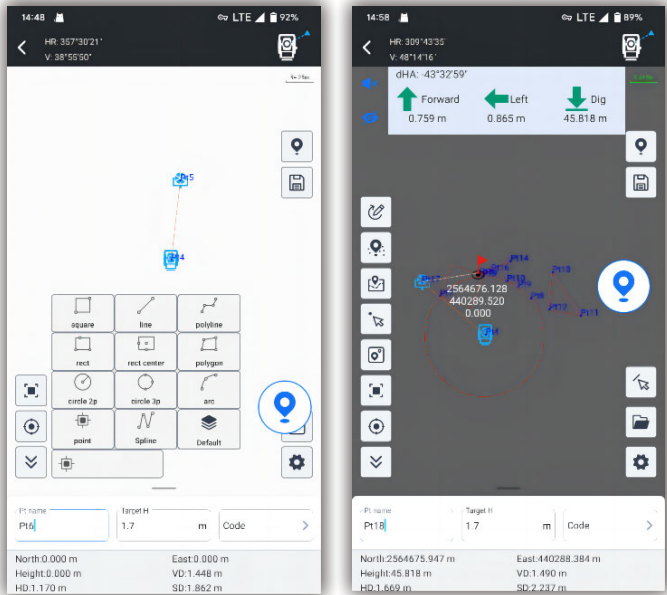 14:48
LTE 92%
HR: 357°30'21"
V: 38°55'50"
Pt5
Pt4
square
line
polyline
rect
rect center
polygon
circle 2p
circle 3p
arc
point
Spline
Default
Pt name
Pt6
Target H
1.7 m
Code
North:0.000 m
East:0.000 m
Height:0.000 m
VD:1.448 m
HD:1.170 m
SD:1.862 m
14:58
LTE 89%
HR: 309°43'35"
V: 48°14'16"
dHA: -43°32'59"
Forward
0.759 m
Left
0.865 m
Dig
45.818 m
Pt14
Pt16
Pt13
Pt10
Pt8
Pt12
Pt11
2564676.128
440289.520
0.000
Pt4
Pt name
Pt18
Target H
1.7 m
Code
North:2564675.947 m
East:440288.384 m
Height:45.818 m
VD:1.490 m
HD:1.669 m
SD:2.237 m